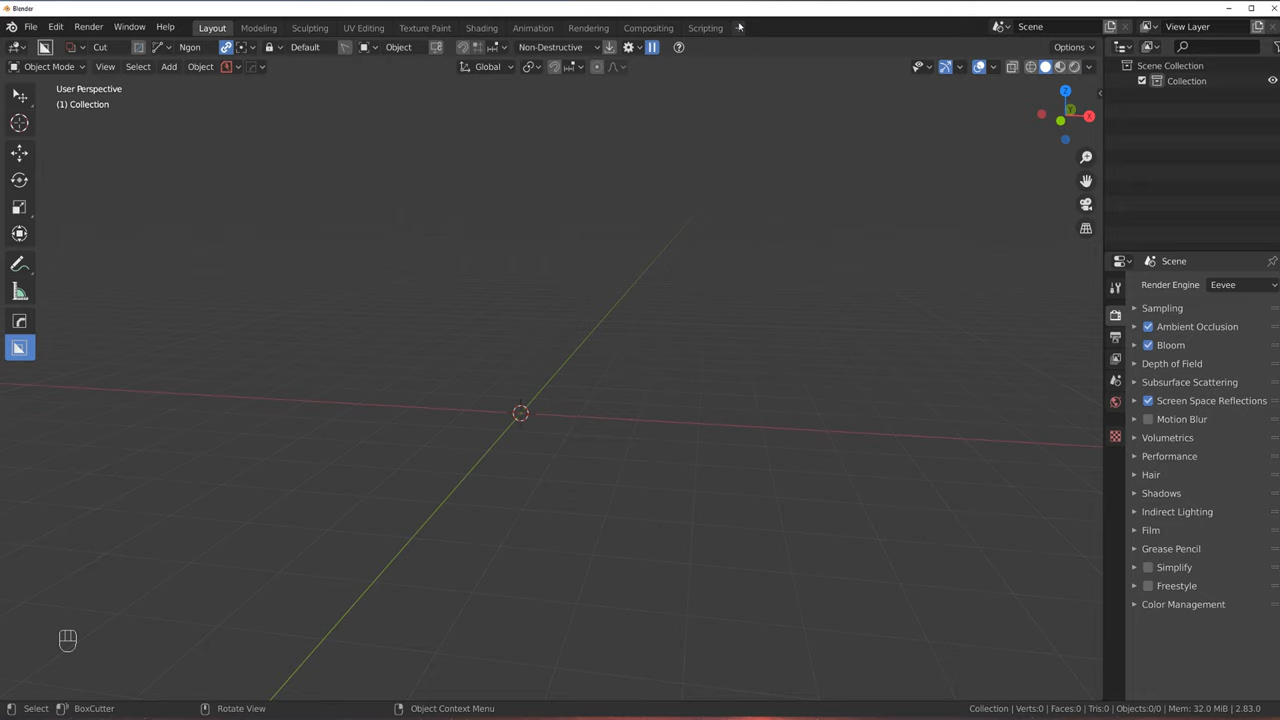 Blender
File Edit Render Window Help Layout Modeling Sculpting UV Editing Texture Paint Shading Animation Rendering Compositing Scripting Scene View Layer
Cut Ngon Default Object Non-Destructive Options
Object Mode View Select Add Object Global
User Perspective
(1) Collection
Z
Y
X
Scene Collection
Collection
Scene
Render Engine Eevee
Sampling
Ambient Occlusion
Bloom
Depth of Field
Subsurface Scattering
Screen Space Reflections
Motion Blur
Volumetrics
Performance
Hair
Shadows
Indirect Lighting
Film
Grease Pencil
Simplify
Freestyle
Color Management
Select BoxCutter Rotate View Object Context Menu Collection | Verts:0 | Faces:0 | Tris:0 | Objects:0/0 | Mem: 32.0 MiB | 2.83.0